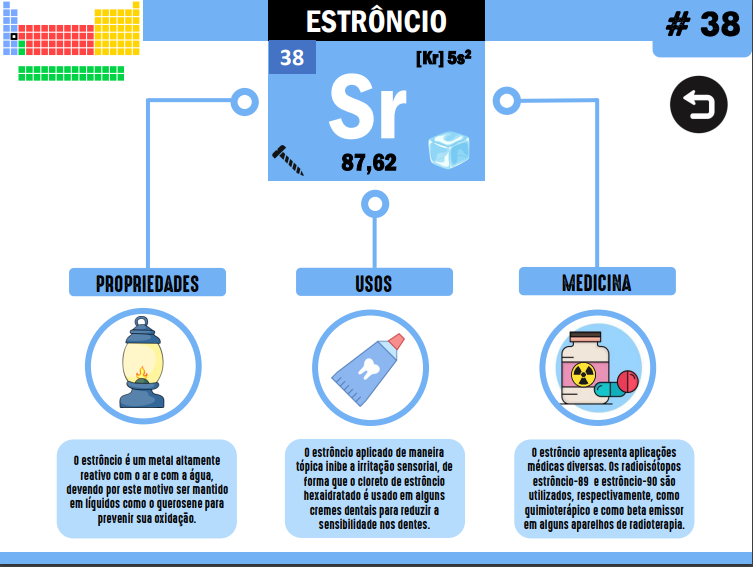 ESTRÔNCIO
# 38
38
[Kr] 5s²
Sr
87,62
PROPRIEDADES
O estrôncio é um metal altamente
reativo com o ar e com a água,
devendo por este motivo ser mantido
em líquidos como o querosene para
prevenir sua oxidação.
USOS
O estrôncio aplicado de maneira
tópica inibe a irritação sensorial, de
forma que o cloreto de estrôncio
hexaidratado é usado em alguns
cremes dentais para reduzir a
sensibilidade nos dentes.
MEDICINA
O estrôncio apresenta aplicações
médicas diversas. Os radioisótopos
estrôncio-89 e estrôncio-90 são
utilizados, respectivamente, como
quimioterápico e como beta emissor
em alguns aparelhos de radioterapia.